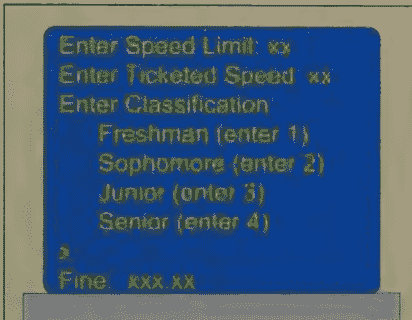 Enter Speed Limit: xx
Enter Ticketed Speed: xx
Enter Classification
Freshman (enter 1)
Sophomore (enter 2)
Junior (enter 3)
Senior (enter 4)
x
Fine: xxx.xx